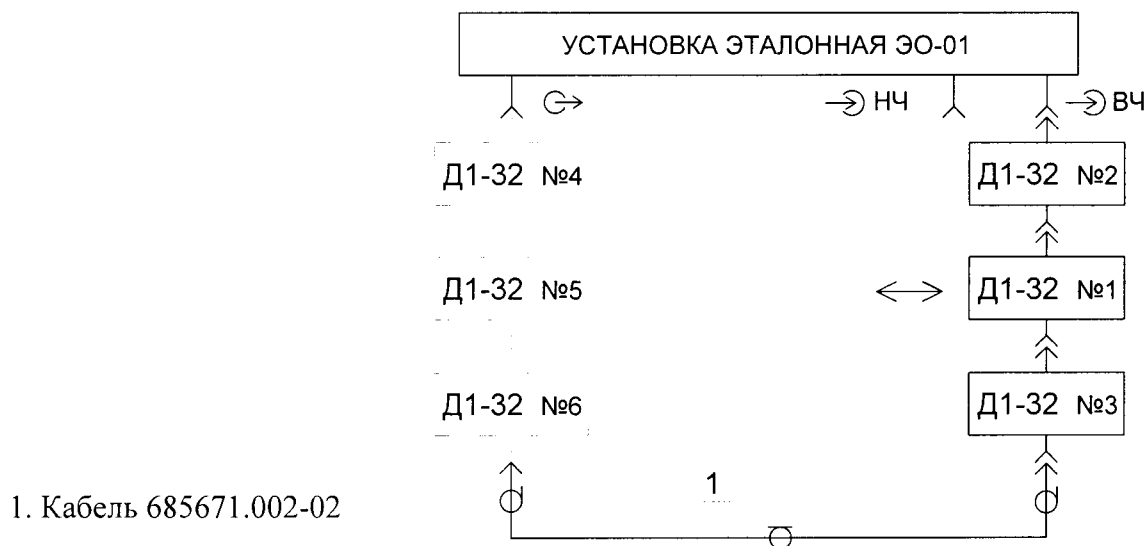 УСТАНОВКА ЭТАЛОННАЯ ЭО-01
НЧ
ВЧ
Д1-32 №4
Д1-32 №2
Д1-32 №5
Д1-32 №1
Д1-32 №6
Д1-32 №3
1
1. Кабель 685671.002-02